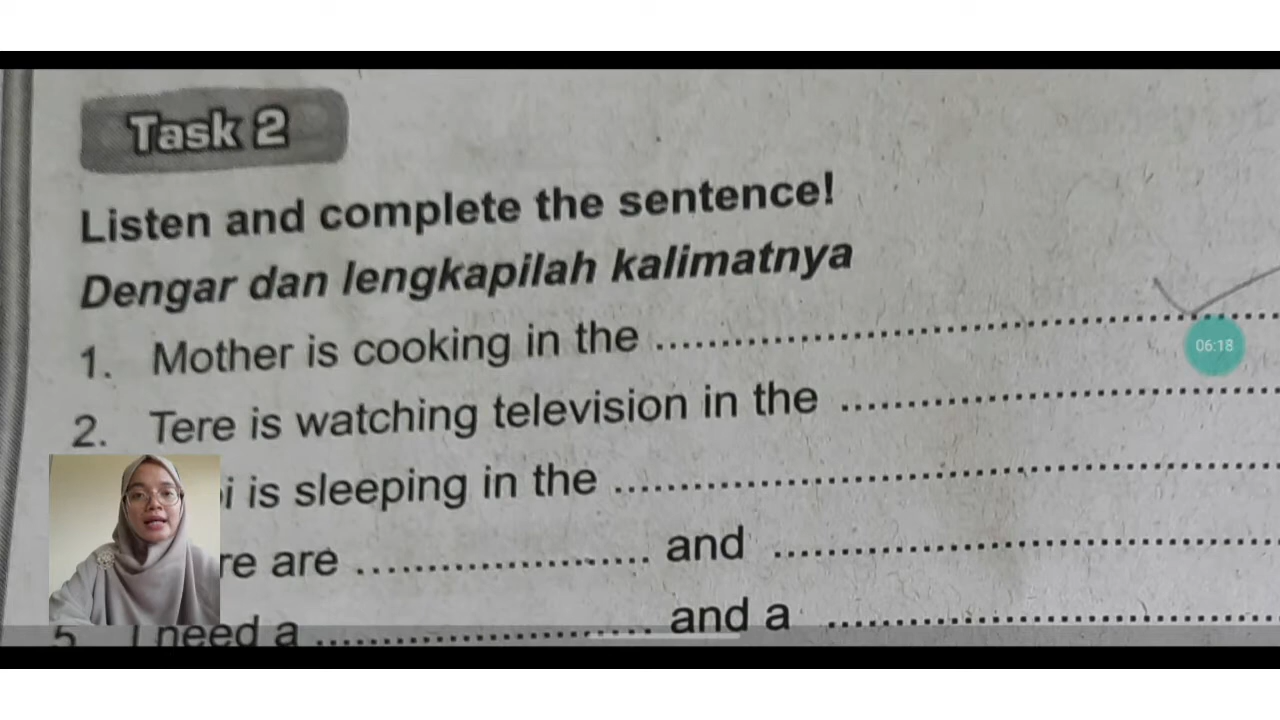 Task 2
Listen and complete the sentence!
Dengar dan lengkapilah kalimatnya
1. Mother is cooking in the ........................................
06:18
2. Tere is watching television in the ........................................
is sleeping in the ........................................
are ........................ and ........................................
5 I need a ........................ and a ........................................